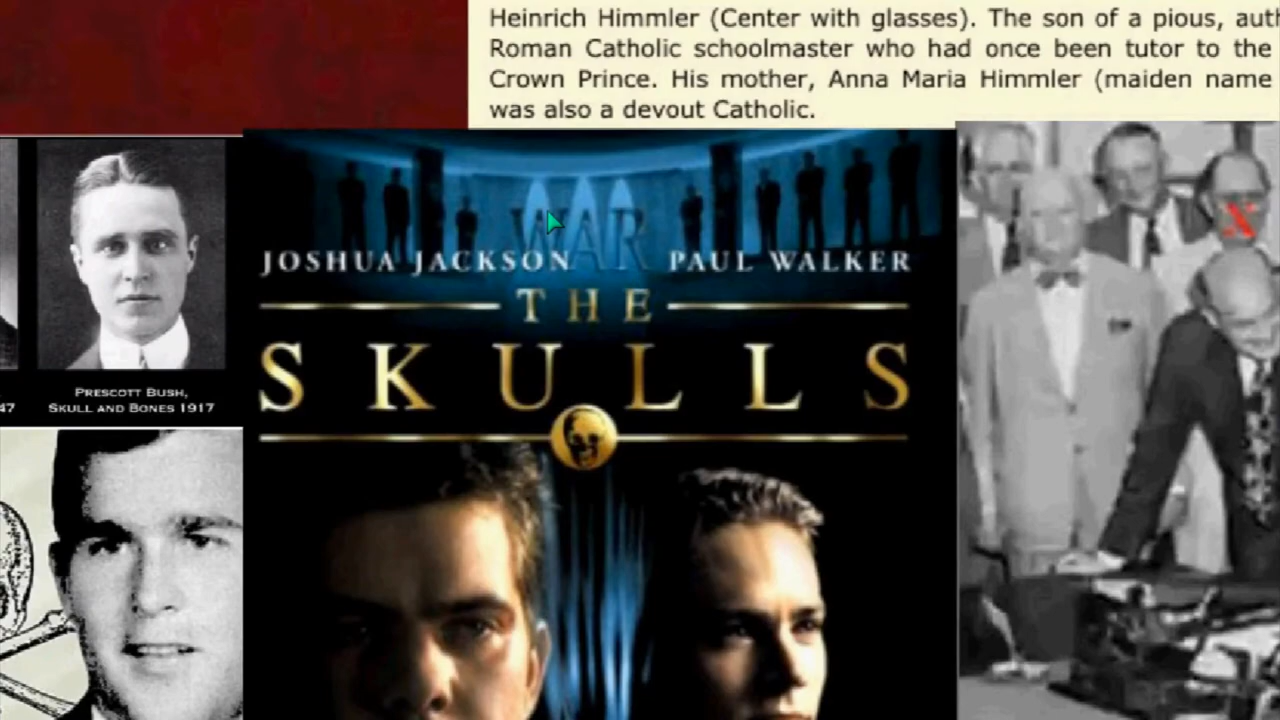 Heinrich Himmler (Center with glasses). The son of a pious, auth
Roman Catholic schoolmaster who had once been tutor to the
Crown Prince. His mother, Anna Maria Himmler (maiden name
was also a devout Catholic.
WAR
JOSHUA JACKSON PAUL WALKER
THE
SKULLS
47
PRESCOTT BUSH,
SKULL AND BONES 1917
X